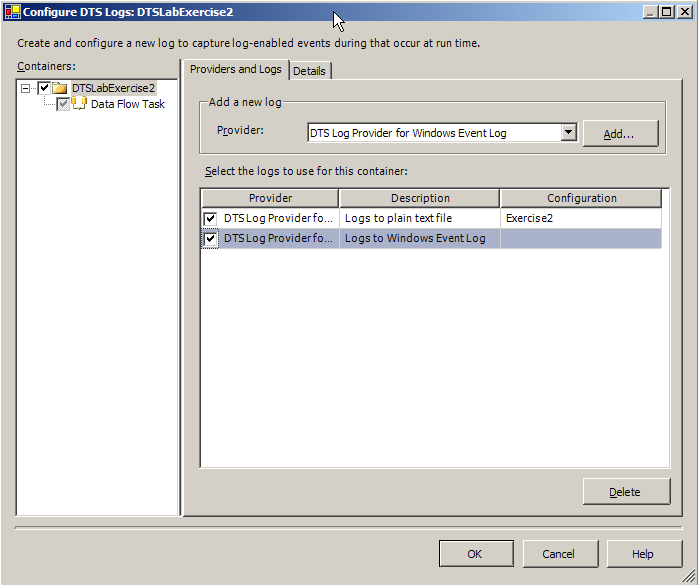 Configure DTS Logs: DTSLabExercise2
Create and configure a new log to capture log-enabled events during that occur at run time.
Containers:
DTSLabExercise2
Data Flow Task
Providers and Logs
Details
Add a new log
Provider:
DTS Log Provider for Windows Event Log
Add...
Select the logs to use for this container:
Provider Description Configuration
DTS Log Provider fo... Logs to plain text file Exercise2
DTS Log Provider fo... Logs to Windows Event Log
Delete
OK Cancel Help